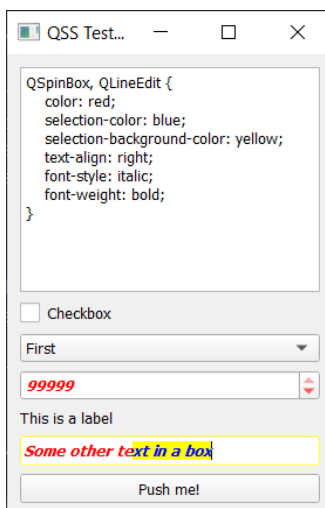 QSS Test...
QSpinBox, QLineEdit {
    color: red;
    selection-color: blue;
    selection-background-color: yellow;
    text-align: right;
    font-style: italic;
    font-weight: bold;
}
Checkbox
First
99999
This is a label
Some other text in a box
Push me!